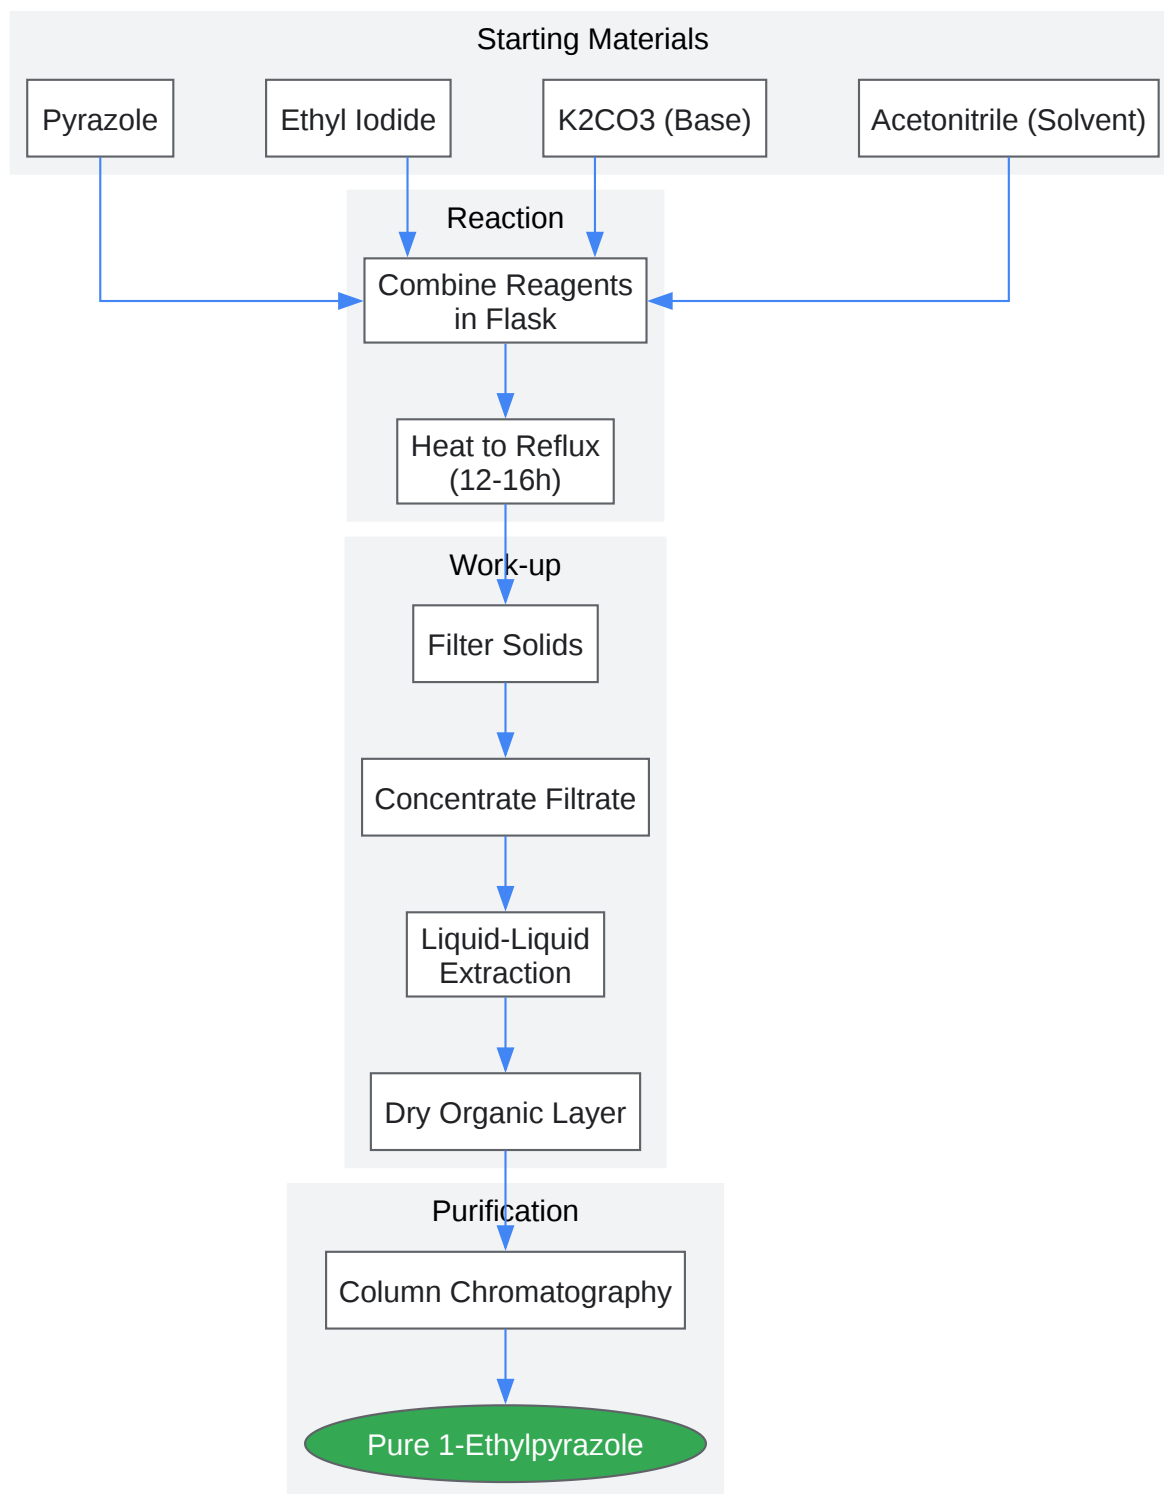 Starting Materials
Pyrazole
Ethyl Iodide
K2CO3 (Base)
Acetonitrile (Solvent)
Reaction
Combine Reagents
in Flask
Heat to Reflux
(12-16h)
Work-up
Filter Solids
Concentrate Filtrate
Liquid-Liquid
Extraction
Dry Organic Layer
Purification
Column Chromatography
Pure 1-Ethylpyrazole